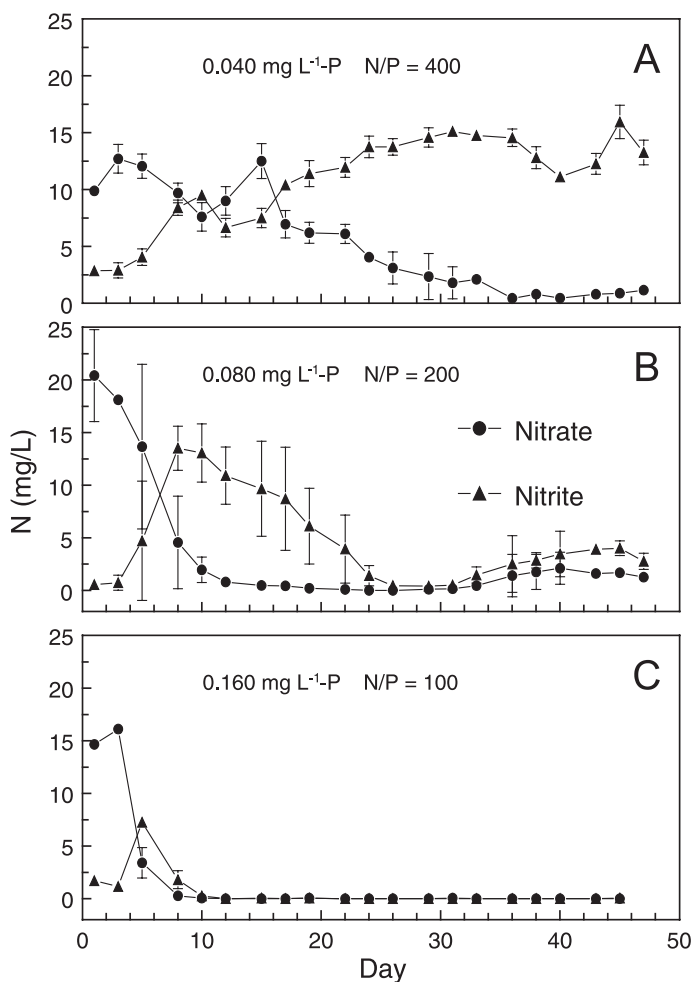 25
0.040 mg L⁻¹-P N/P = 400
A
20
15
10
5
0
25
0.080 mg L⁻¹-P N/P = 200
B
20
Nitrate
15
Nitrite
10
5
0
N (mg/L)
25
0.160 mg L⁻¹-P N/P = 100
C
20
15
10
5
0
0 10 20 30 40 50
Day